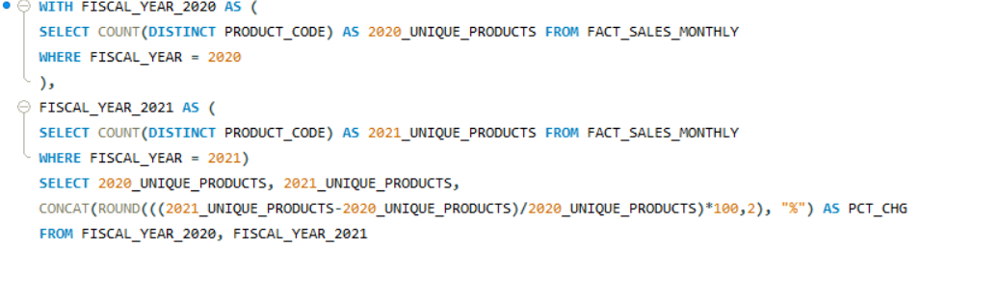 WITH FISCAL_YEAR_2020 AS (
SELECT COUNT(DISTINCT PRODUCT_CODE) AS 2020_UNIQUE_PRODUCTS FROM FACT_SALES_MONTHLY
WHERE FISCAL_YEAR = 2020
),
FISCAL_YEAR_2021 AS (
SELECT COUNT(DISTINCT PRODUCT_CODE) AS 2021_UNIQUE_PRODUCTS FROM FACT_SALES_MONTHLY
WHERE FISCAL_YEAR = 2021)
SELECT 2020_UNIQUE_PRODUCTS, 2021_UNIQUE_PRODUCTS,
CONCAT(ROUND(((2021_UNIQUE_PRODUCTS-2020_UNIQUE_PRODUCTS)/2020_UNIQUE_PRODUCTS)*100,2), "%") AS PCT_CHG
FROM FISCAL_YEAR_2020, FISCAL_YEAR_2021